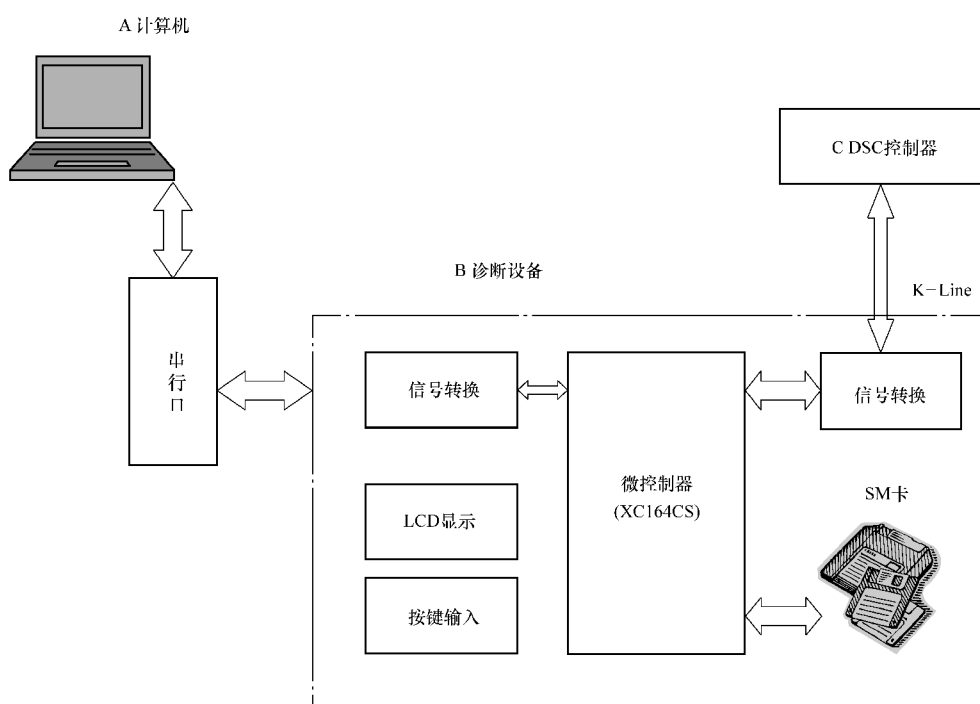 A 计算机
C DSC控制器
B 诊断设备
K-Line
串
行
口
信号转换
信号转换
微控制器
(XC164CS)
SM卡
LCD显示
按键输入